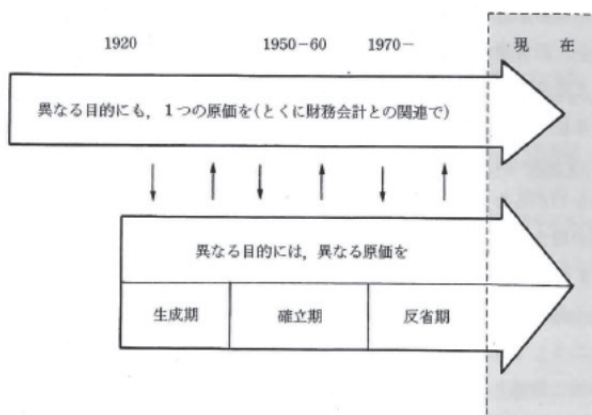 1920 1950-60 1970- 現 在
異なる目的にも，1つの原価を(とくに財務会計との関連で)
異なる目的には，異なる原価を
生成期 確立期 反省期